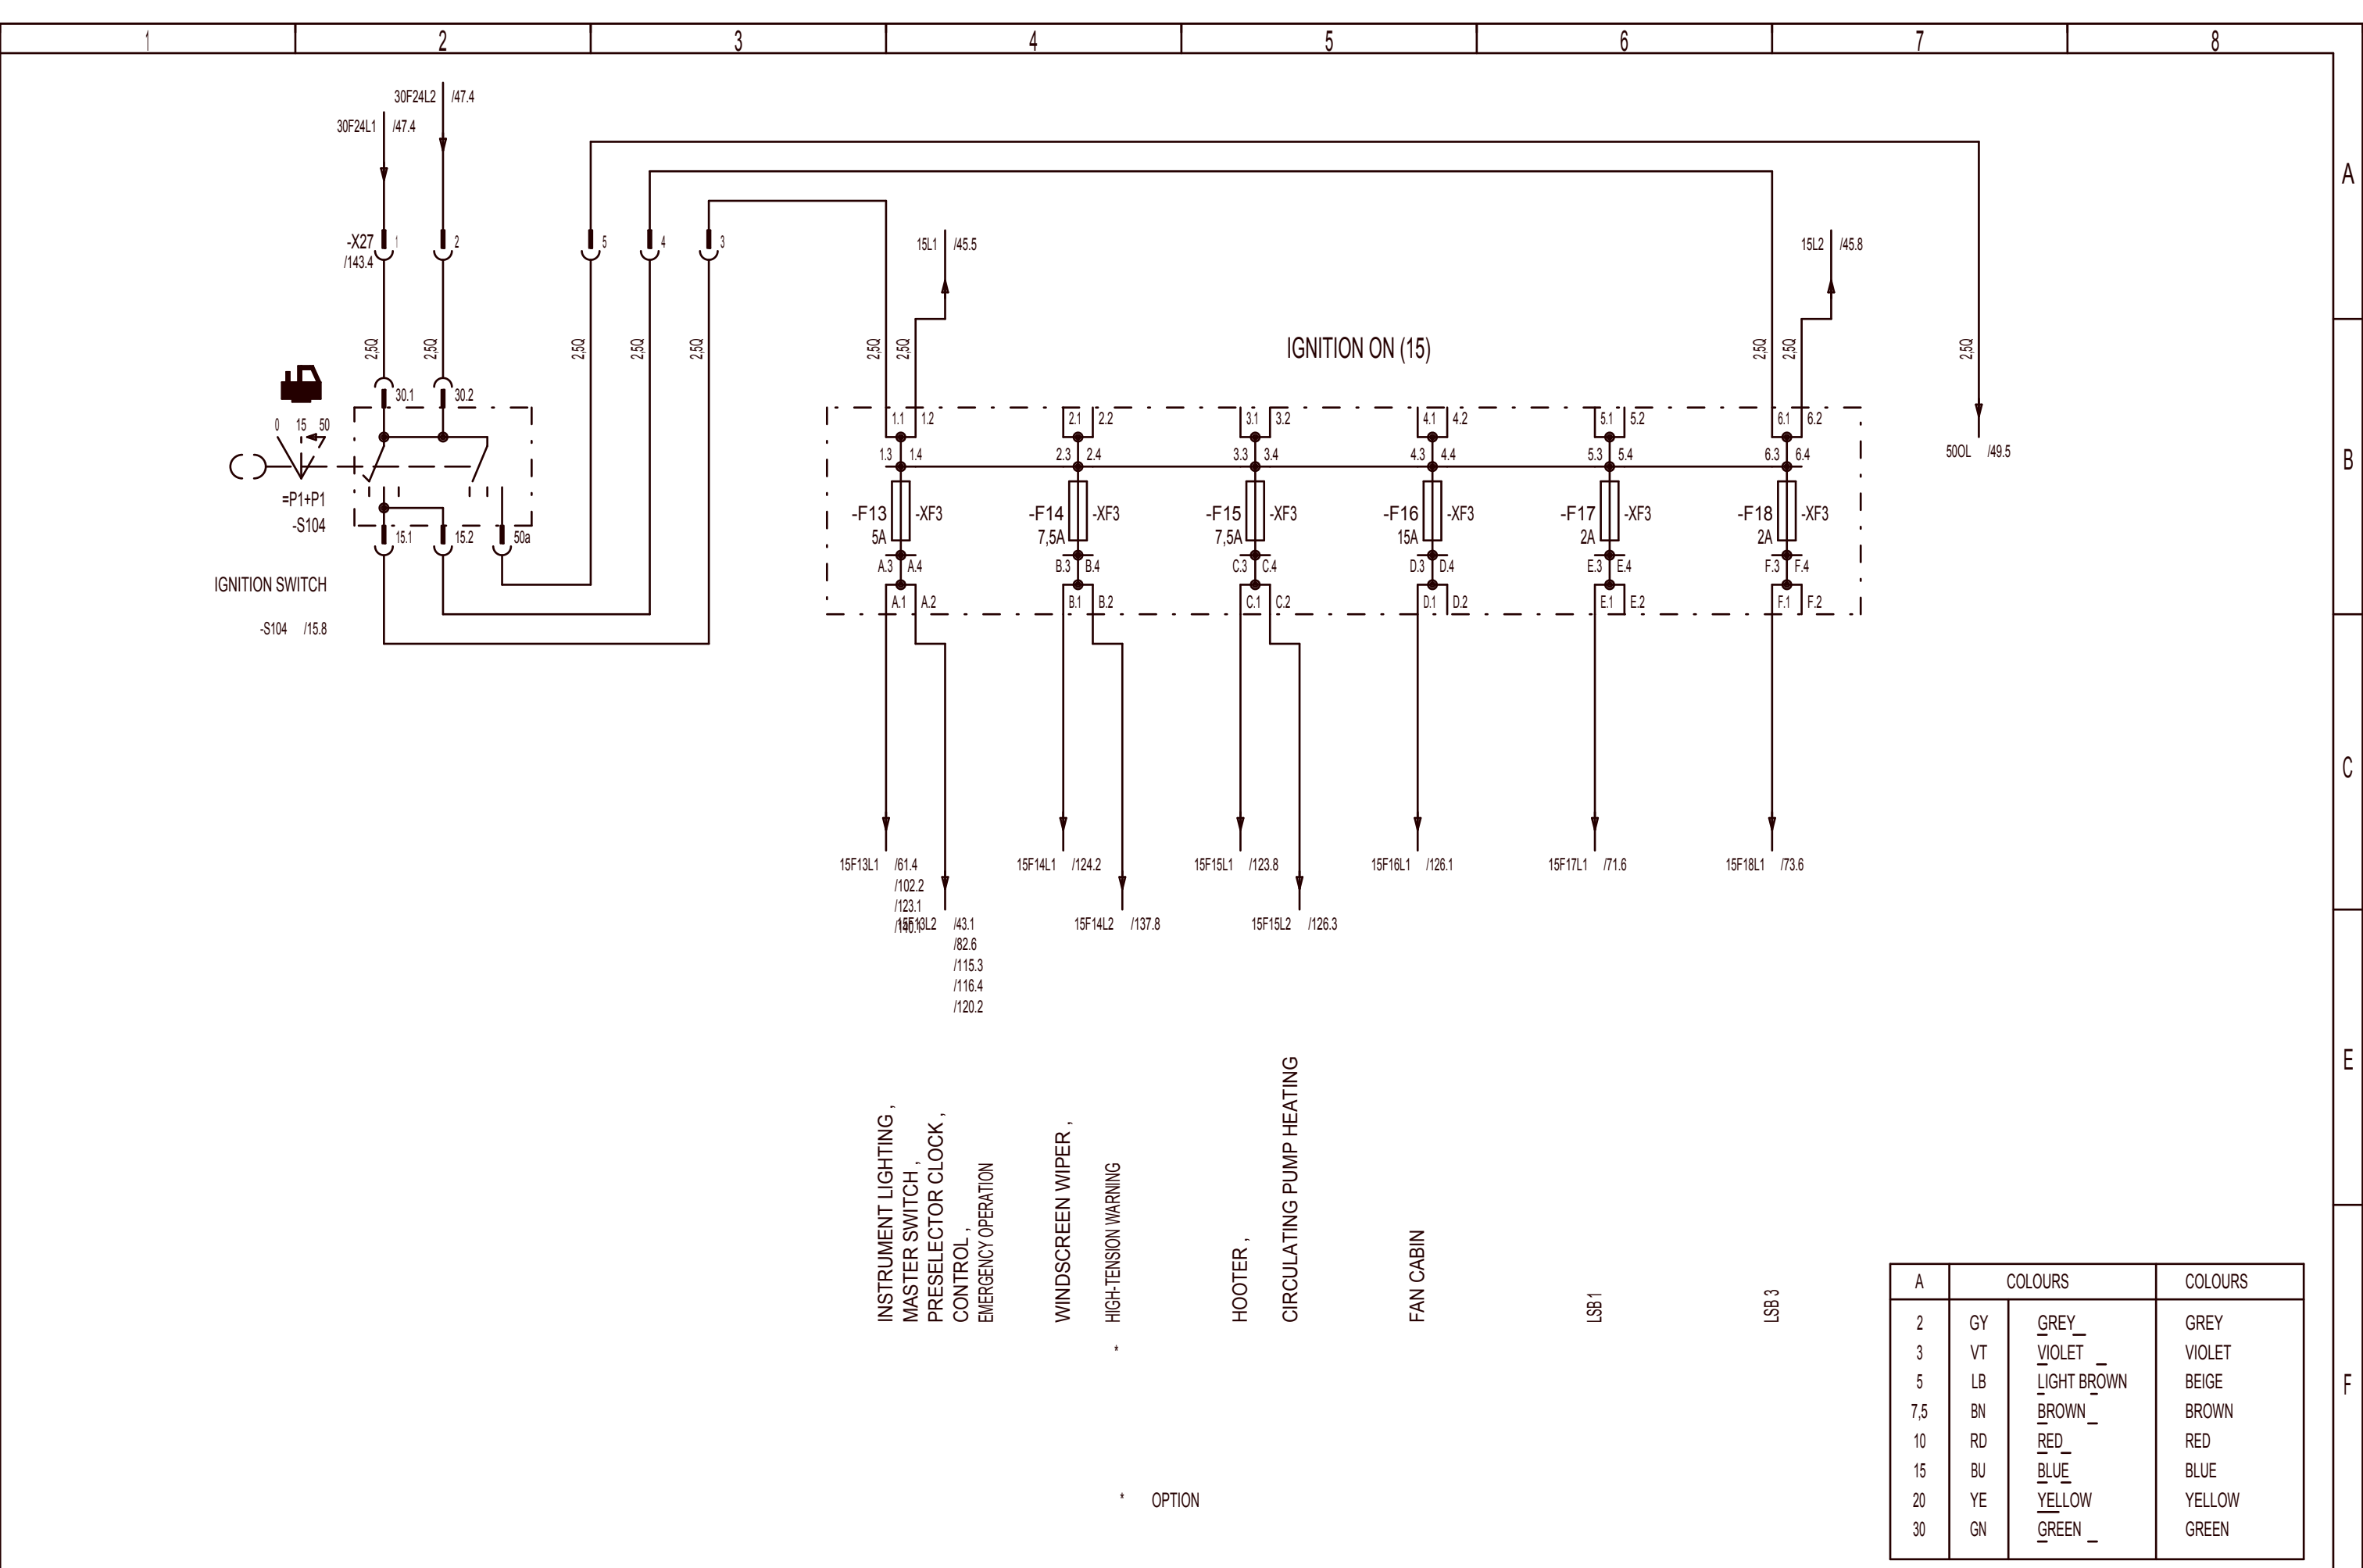 1 2 3 4 5 6 7 8
30F24L2 /47.4
30F24L1 /47.4
A
-X27 1 2 5 4 3
/143.4
15L1 /45.5
15L2 /45.8
2,5Q 2,5Q 2,5Q 2,5Q 2,5Q 2,5Q 2,5Q 2,5Q 2,5Q 2,5Q
IGNITION ON (15)
30.1 30.2
0 15 50
1.1 1.2 2.1 2.2 3.1 3.2 4.1 4.2 5.1 5.2 6.1 6.2
1.3 1.4 2.3 2.4 3.3 3.4 4.3 4.4 5.3 5.4 6.3 6.4
50OL /49.5
B
=P1+P1
-S104
-F13 -XF3 -F14 -XF3 -F15 -XF3 -F16 -XF3 -F17 -XF3 -F18 -XF3
5A 7,5A 7,5A 15A 2A 2A
15.1 15.2 50a
A.3 A.4 B.3 B.4 C.3 C.4 D.3 D.4 E.3 E.4 F.3 F.4
A.1 A.2 B.1 B.2 C.1 C.2 D.1 D.2 E.1 E.2 F.1 F.2
IGNITION SWITCH
-S104 /15.8
C
15F13L1 /61.4
/102.2
/123.1
/140.1
15F14L1 /124.2
15F15L1 /123.8
15F16L1 /126.1
15F17L1 /71.6
15F18L1 /73.6
15F13L2 /43.1
/82.6
/115.3
/116.4
/120.2
15F14L2 /137.8
15F15L2 /126.3
E
INSTRUMENT LIGHTING ,
MASTER SWITCH ,
PRESELECTOR CLOCK ,
CONTROL ,
EMERGENCY OPERATION
WINDSCREEN WIPER ,
HIGH-TENSION WARNING
*
HOOTER ,
CIRCULATING PUMP HEATING
FAN CABIN
LSB 1
LSB 3
F
* OPTION
A COLOURS COLOURS
2 GY GREY GREY
3 VT VIOLET VIOLET
5 LB LIGHT BROWN BEIGE
7,5 BN BROWN BROWN
10 RD RED RED
15 BU BLUE BLUE
20 YE YELLOW YELLOW
30 GN GREEN GREEN